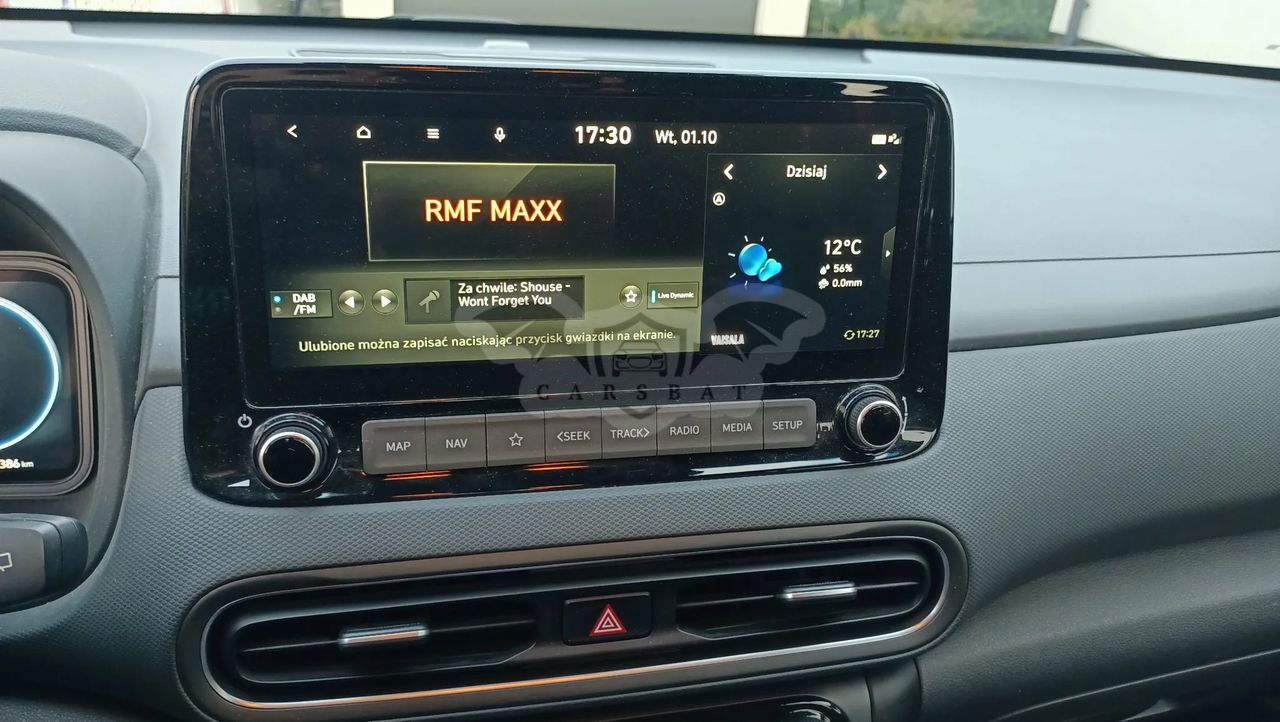 17:30 Wt, 01.10
RMF MAXX
Dzisiaj
12°C
56%
0.0mm
DAB
/FM
Za chwile: Shouse -
Wont Forget You
Live Dynamic
Ulubione można zapisać naciskając przycisk gwiazdki na ekranie.
VAISALA
17:27
CARSBAT
MAP
NAV
<SEEK
TRACK>
RADIO
MEDIA
SETUP
386 km